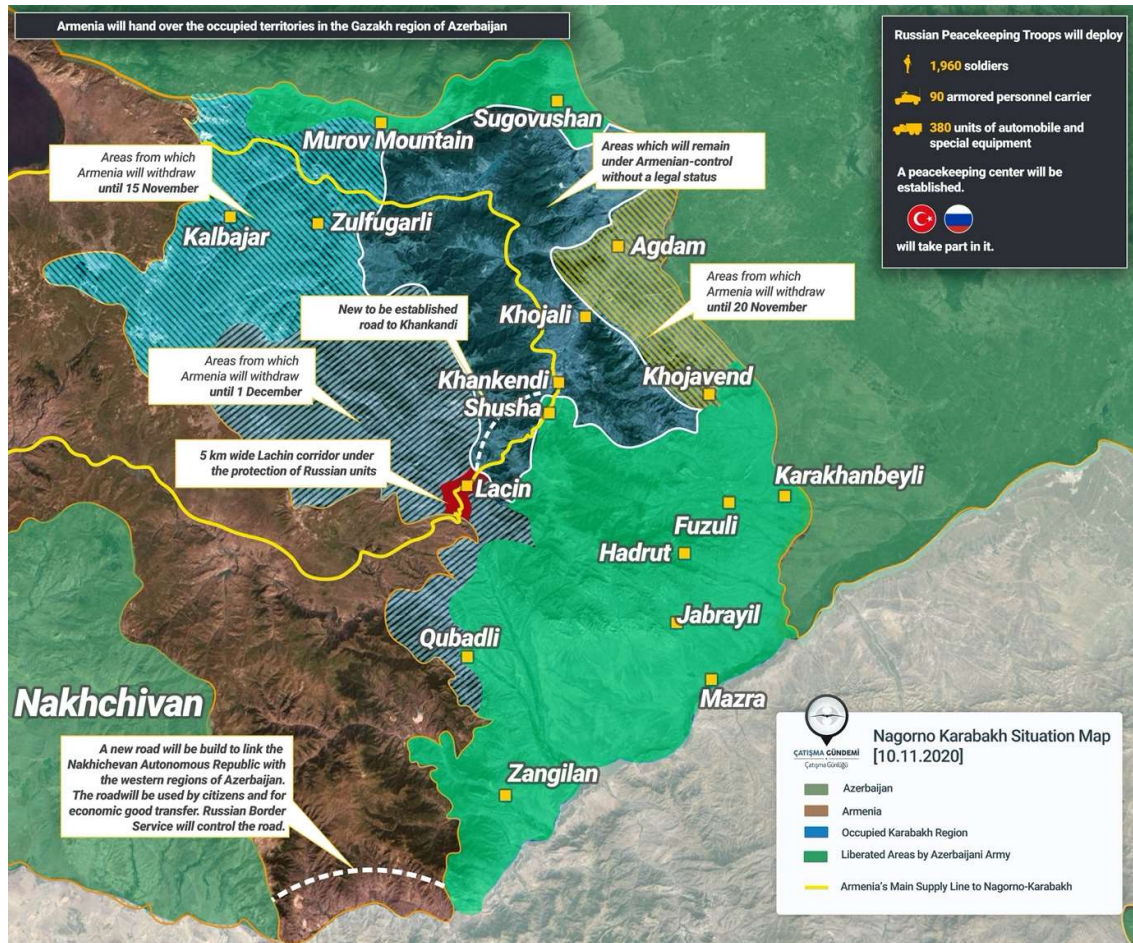 Armenia will hand over the occupied territories in the Gazakh region of Azerbaijan
Russian Peacekeeping Troops will deploy
1,960 soldiers
90 armored personnel carrier
380 units of automobile and
special equipment
A peacekeeping center will be
established.
will take part in it.
Sugovushan
Murov Mountain
Areas which will remain
under Armenian-control
without a legal status
Areas from which
Armenia will withdraw
until 15 November
Kalbajar
Zulfugarli
Agdam
Areas from which
Armenia will withdraw
until 20 November
New to be established
road to Khankandi
Khojali
Areas from which
Armenia will withdraw
until 1 December
Khankendi
Khojavend
Shusha
5 km wide Lachin corridor under
the protection of Russian units
Lacin
Karakhanbeyli
Fuzuli
Hadrut
Jabrayil
Qubadli
Mazra
Nakhchivan
A new road will be build to link the
Nakhichevan Autonomous Republic with
the western regions of Azerbaijan.
The roadwill be used by citizens and for
economic good transfer. Russian Border
Service will control the road.
Zangilan
ÇATIŞMA GÜNDEMİ
Çatışma Günlüğü
Nagorno Karabakh Situation Map
[10.11.2020]
Azerbaijan
Armenia
Occupied Karabakh Region
Liberated Areas by Azerbaijani Army
Armenia's Main Supply Line to Nagorno-Karabakh